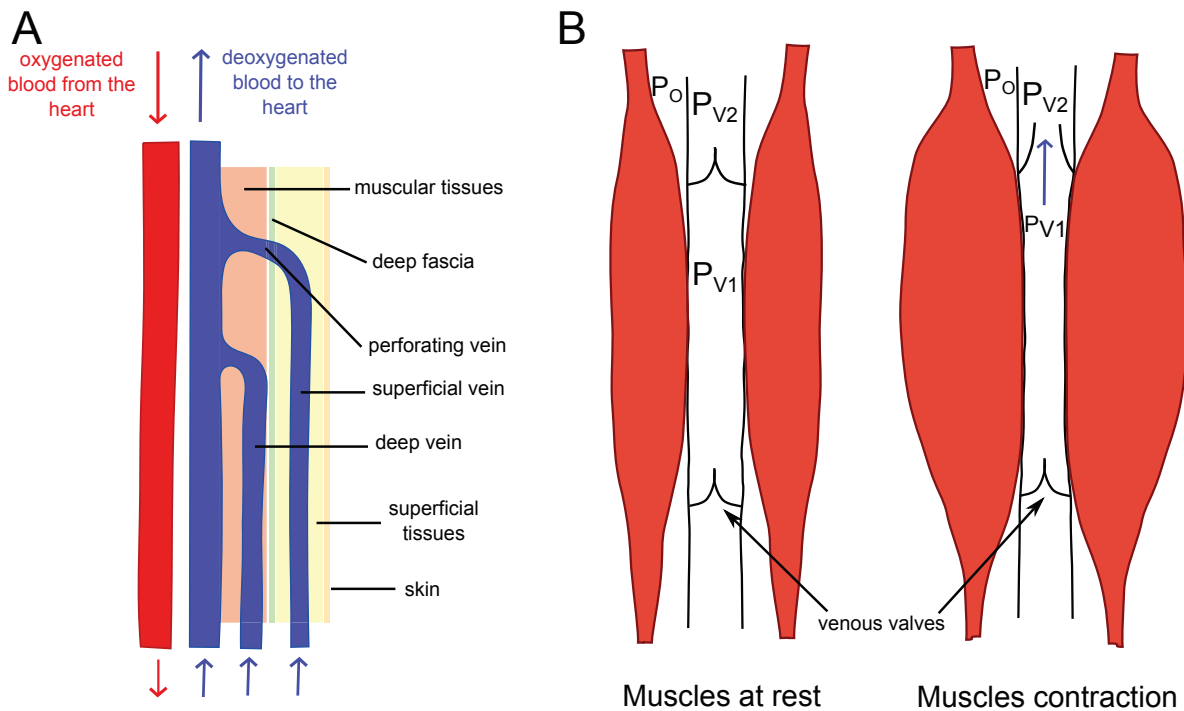 A
oxygenated
blood from the
heart
deoxygenated
blood to the
heart
muscular tissues
deep fascia
perforating vein
superficial vein
deep vein
superficial
tissues
skin
B
PO
PV2
PV1
PO
PV2
PV1
venous valves
Muscles at rest
Muscles contraction